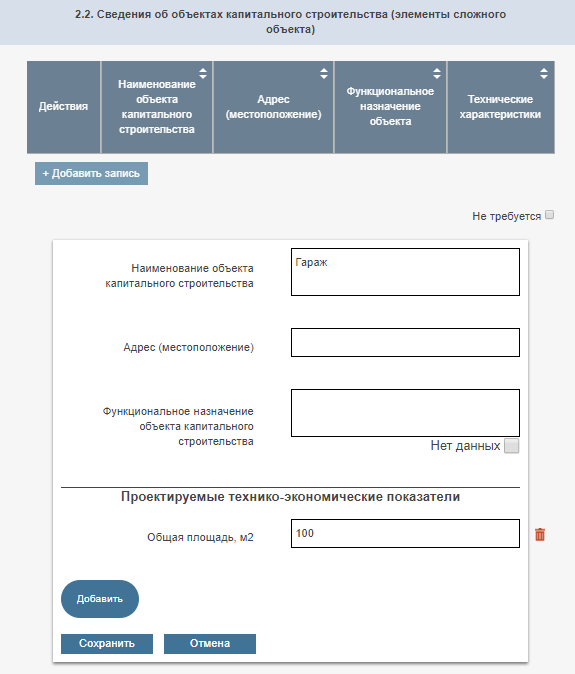 2.2. Сведения об объектах капитального строительства (элементы сложного
объекта)
Действия
Наименование
объекта
капитального
строительства
Адрес
(местоположение)
Функциональное
назначение
объекта
Технические
характеристики
+ Добавить запись
Не требуется
Наименование объекта
капитального строительства
Гараж
Адрес (местоположение)
Функциональное назначение
объекта капитального
строительства
Нет данных
Проектируемые технико-экономические показатели
Общая площадь, м2
100
Добавить
Сохранить
Отмена